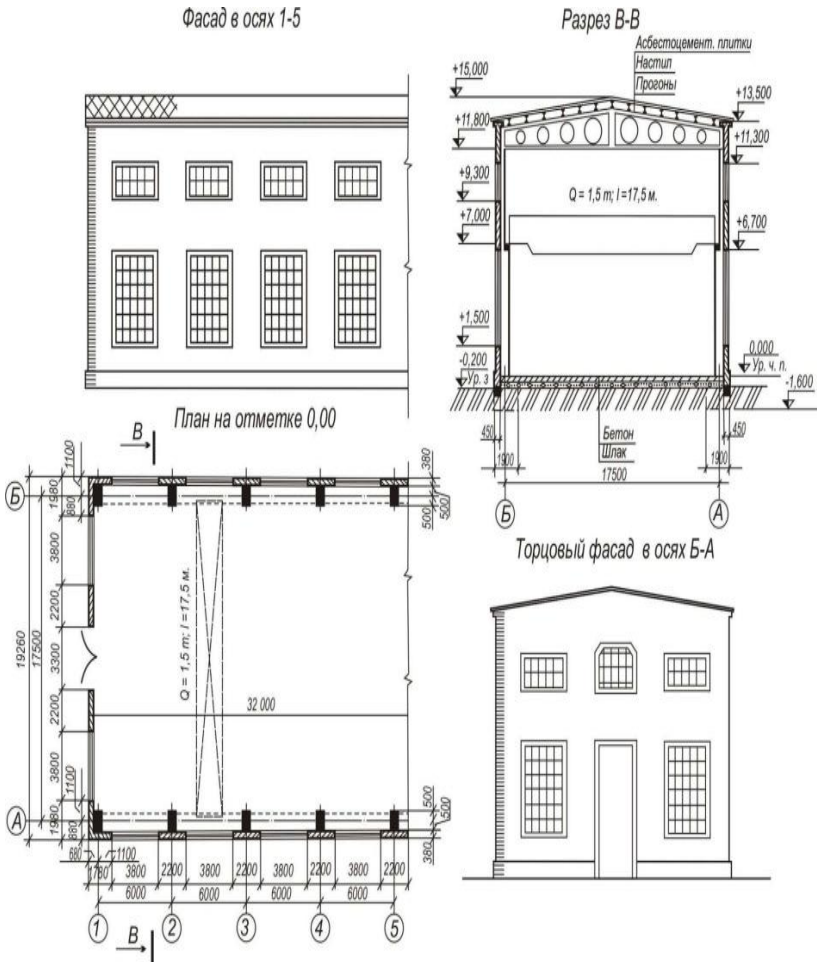 Фасад в осях 1-5
Разрез В-В
Асбестоцемент. плитки
Настил
Прогоны
+15,000
+13,500
+11,800
+11,300
+9,300
Q = 1,5 т; l =17,5 м.
+7,000
+6,700
+1,500
-0,200
Ур. з
0,000
Ур. ч. п.
-1,600
Бетон
Шлак
450
1900
1900
450
17500
Б
А
План на отметке 0,00
В
Б
А
1100
1980
880
3800
2200
3300
2200
3800
1100
1980
880
19260
17500
Q = 1,5 т; l =17,5 м.
32 000
380
500
500
500
500
380
680
1100
1780
3800
2200
3800
2200
3800
2200
3800
2200
6000
6000
6000
6000
1
2
3
4
5
В
Торцовый фасад в осях Б-А